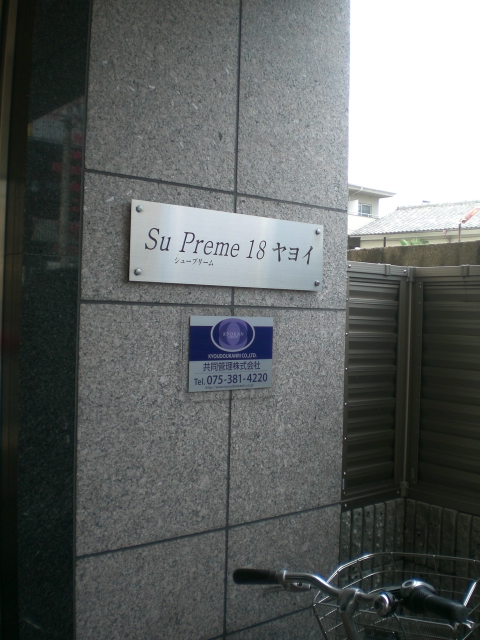 Su Preme 18 ヤヨイ
シュープリーム
KYOUDOUKANRI CO.,LTD.
共同管理株式会社
Tel. 075-381-4220